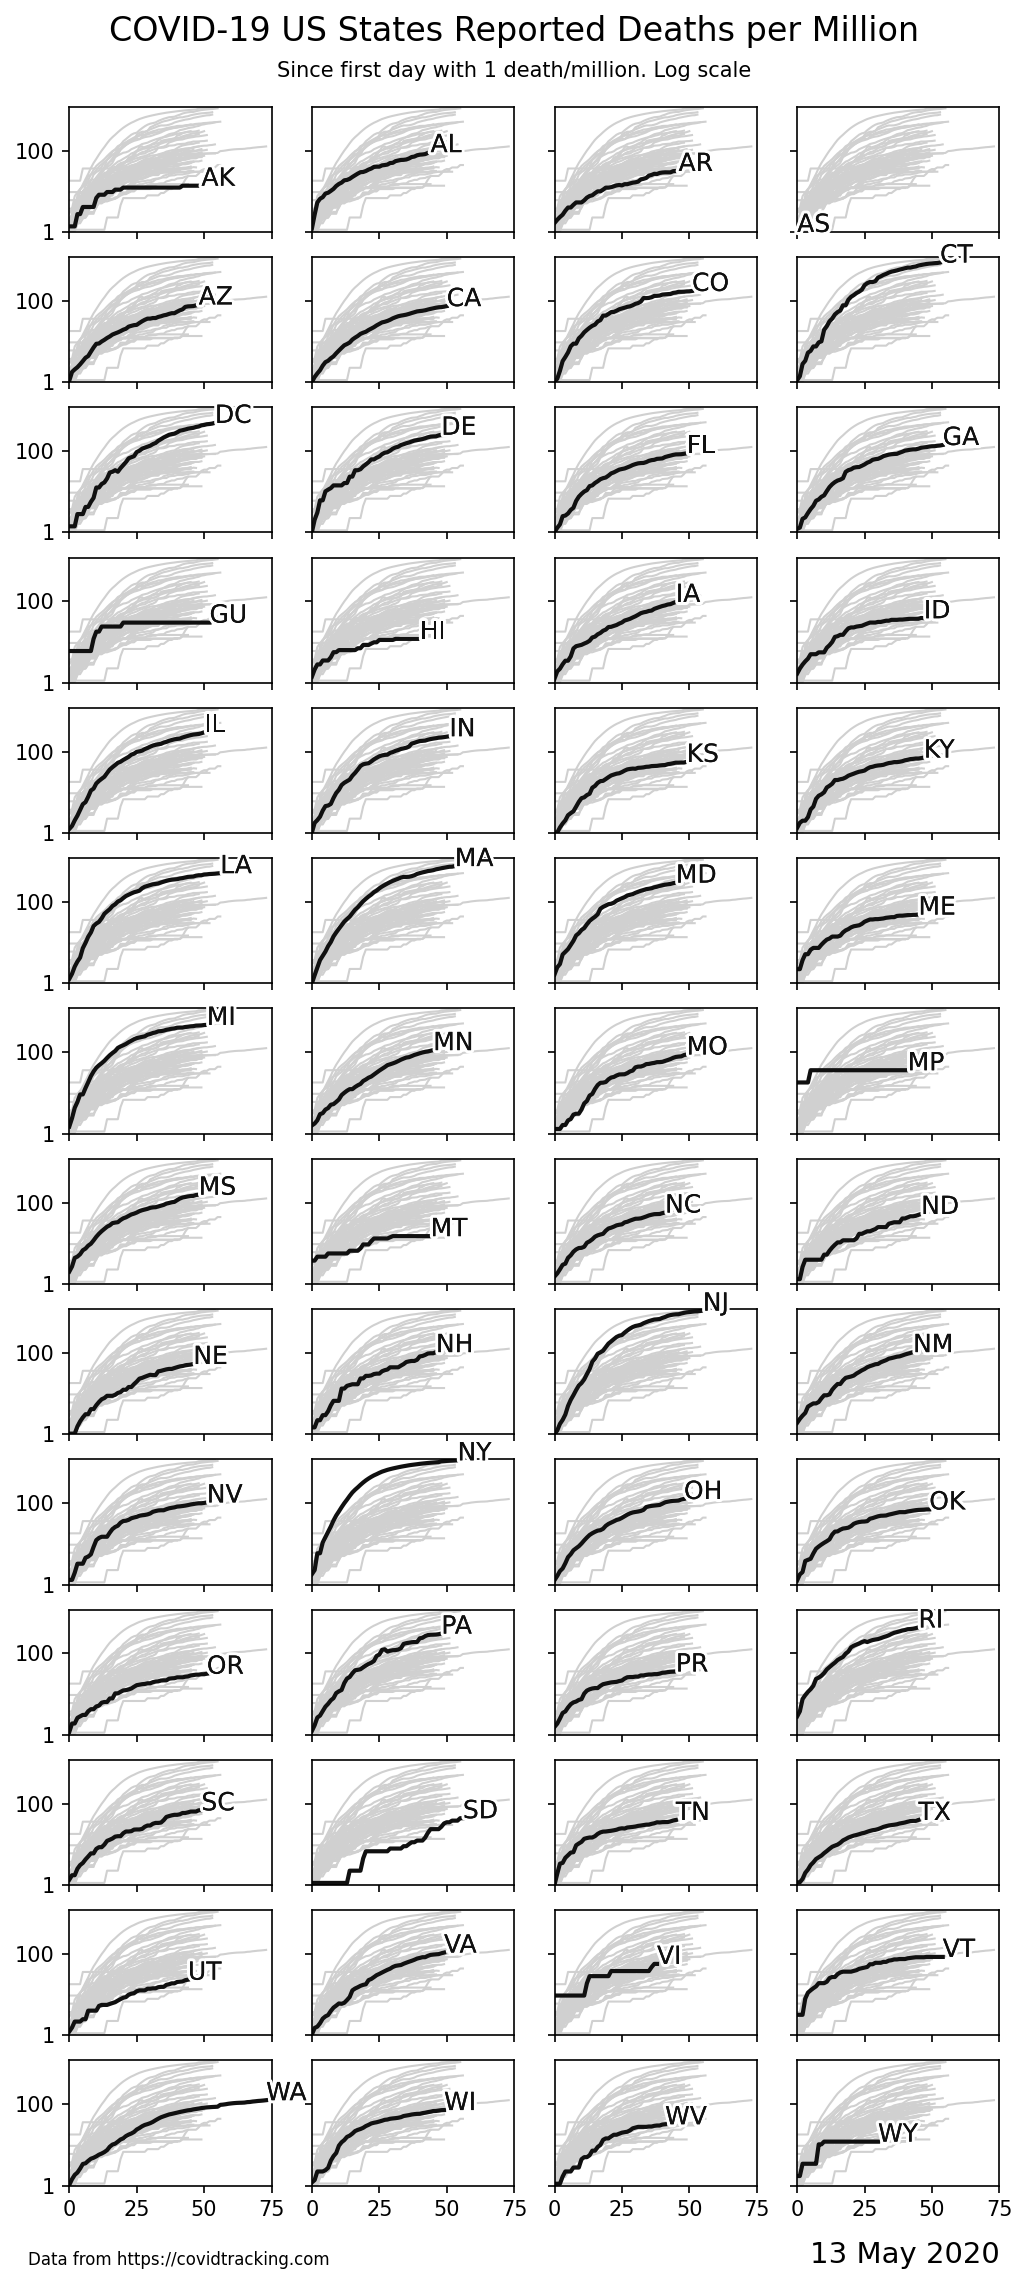 COVID-19 US States Reported Deaths per Million
Since first day with 1 death/million. Log scale
100 AK AL AR
1 AS
CT
100 AZ CA CO
1
DC DE FL GA
100
1
100 GU HI IA ID
1
IL IN KS KY
100
1
LA MA MD ME
100
1
MI MN MO MP
100
1
MS MT NC ND
100
1
NJ
100 NE NH NM
1
NY
100 NV OH OK
1
PA RI
100 OR PR
1
100 SC SD TN TX
1
100 UT VA VI VT
1
100 WA WI WV WY
1
0 25 50 75 0 25 50 75 0 25 50 75 0 25 50 75
Data from https://covidtracking.com 13 May 2020